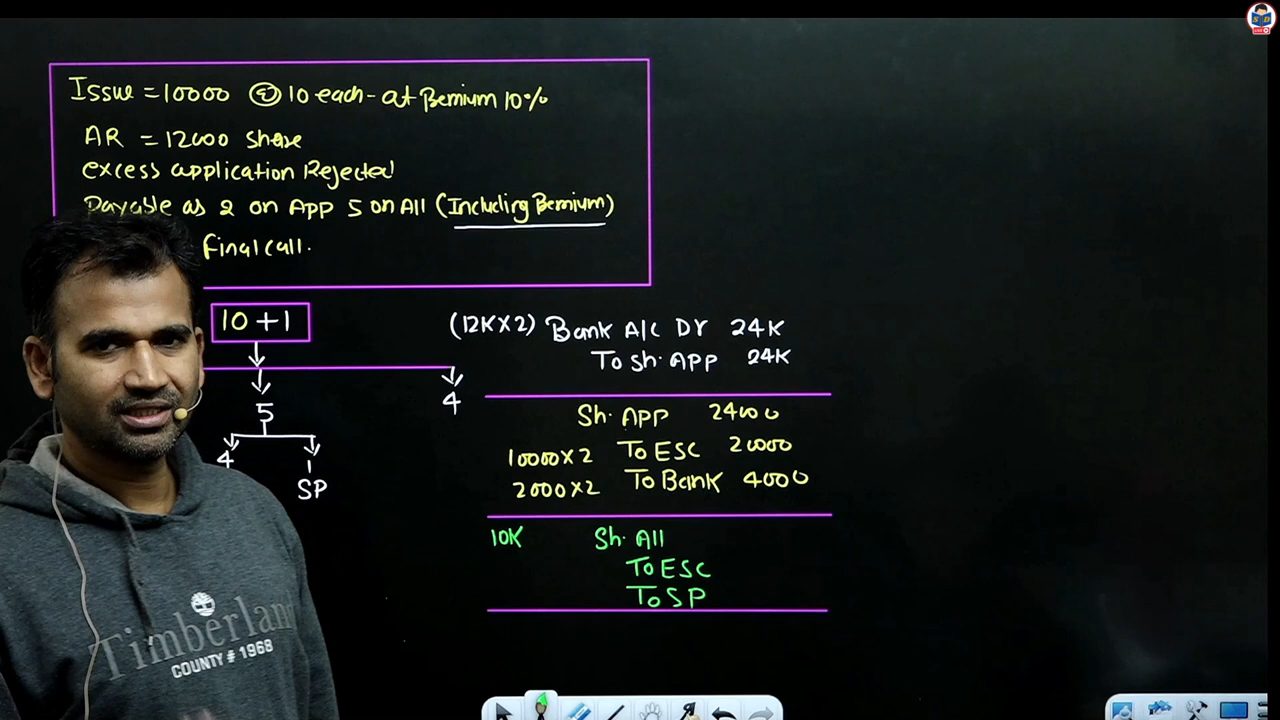 Issue = 10000 @ 10 each - at Premium 10%
AR = 12000 share
excess application Rejected
Payable as 2 on App 5 on All (Including Premium)
Final call.
10 + 1
5
4
4
1
SP
(12K×2) Bank A/C Dr 24K
To Sh. APP 24K
Sh. APP 24000
10000×2 To ESC 20000
2000×2 To Bank 4000
10K Sh. All
To ESC
To SP
Timberland
COUNTY # 1968
S D